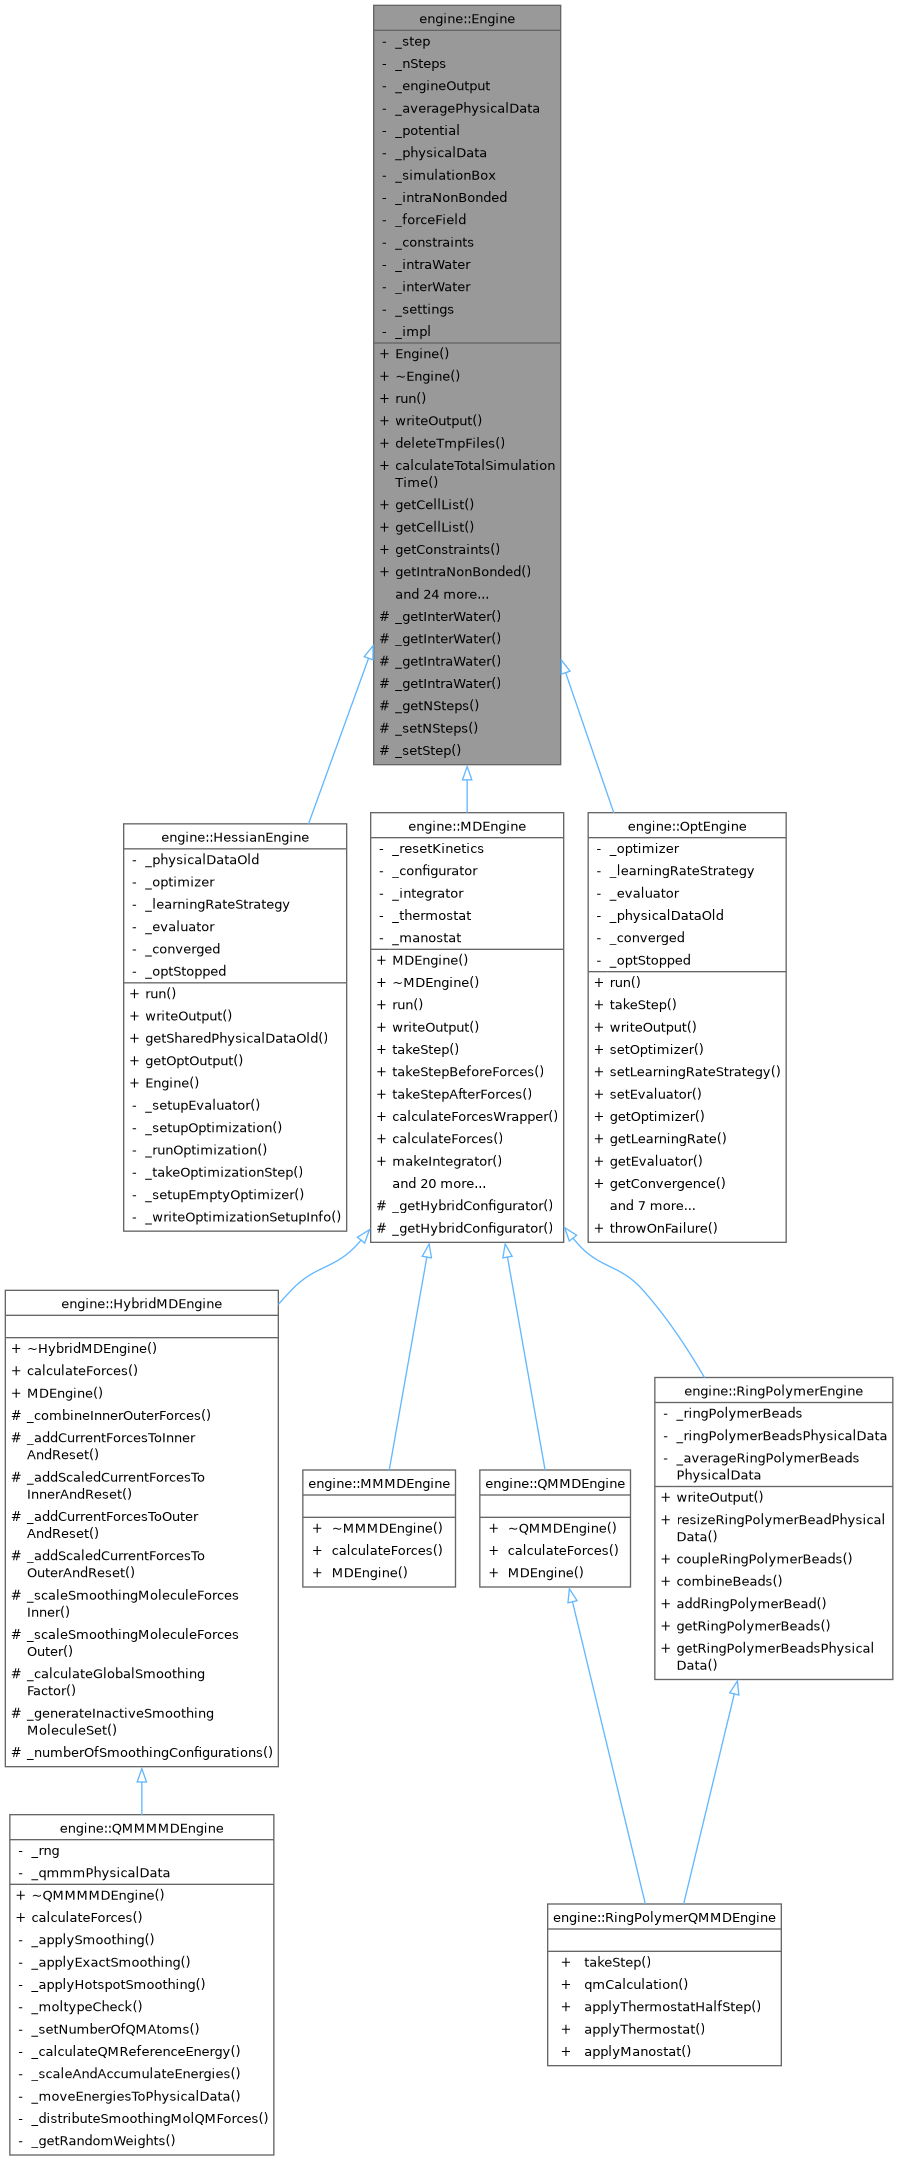 engine::Engine
- _step
- _nSteps
- _engineOutput
- _averagePhysicalData
- _potential
- _physicalData
- _simulationBox
- _intraNonBonded
- _forceField
- _constraints
- _intraWater
- _interWater
- _settings
- _impl
+ Engine()
+ ~Engine()
+ run()
+ writeOutput()
+ deleteTmpFiles()
+ calculateTotalSimulation
Time()
+ getCellList()
+ getCellList()
+ getConstraints()
+ getIntraNonBonded()
and 24 more...
# _getInterWater()
# _getInterWater()
# _getIntraWater()
# _getIntraWater()
# _getNSteps()
# _setNSteps()
# _setStep()
engine::HessianEngine
- _physicalDataOld
- _optimizer
- _learningRateStrategy
- _evaluator
- _converged
- _optStopped
+ run()
+ writeOutput()
+ getSharedPhysicalDataOld()
+ getOptOutput()
+ Engine()
- _setupEvaluator()
- _setupOptimization()
- _runOptimization()
- _takeOptimizationStep()
- _setupEmptyOptimizer()
- _writeOptimizationSetupInfo()
engine::MDEngine
- _resetKinetics
- _configurator
- _integrator
- _thermostat
- _manostat
+ MDEngine()
+ ~MDEngine()
+ run()
+ writeOutput()
+ takeStep()
+ takeStepBeforeForces()
+ takeStepAfterForces()
+ calculateForcesWrapper()
+ calculateForces()
+ makeIntegrator()
and 20 more...
# _getHybridConfigurator()
# _getHybridConfigurator()
engine::OptEngine
- _optimizer
- _learningRateStrategy
- _evaluator
- _physicalDataOld
- _converged
- _optStopped
+ run()
+ takeStep()
+ writeOutput()
+ setOptimizer()
+ setLearningRateStrategy()
+ setEvaluator()
+ getOptimizer()
+ getLearningRate()
+ getEvaluator()
+ getConvergence()
and 7 more...
+ throwOnFailure()
engine::HybridMDEngine
+ ~HybridMDEngine()
+ calculateForces()
+ MDEngine()
# _combineInnerOuterForces()
# _addCurrentForcesToInner
AndReset()
# _addScaledCurrentForcesTo
InnerAndReset()
# _addCurrentForcesToOuter
AndReset()
# _addScaledCurrentForcesTo
OuterAndReset()
# _scaleSmoothingMoleculeForces
Inner()
# _scaleSmoothingMoleculeForces
Outer()
# _calculateGlobalSmoothing
Factor()
# _generateInactiveSmoothing
MoleculeSet()
# _numberOfSmoothingConfigurations()
engine::MMMDEngine
+ ~MMMDEngine()
+ calculateForces()
+ MDEngine()
engine::QMMDEngine
+ ~QMMDEngine()
+ calculateForces()
+ MDEngine()
engine::RingPolymerEngine
- _ringPolymerBeads
- _ringPolymerBeadsPhysicalData
- _averageRingPolymerBeads
PhysicalData
+ writeOutput()
+ resizeRingPolymerBeadPhysical
Data()
+ coupleRingPolymerBeads()
+ combineBeads()
+ addRingPolymerBead()
+ getRingPolymerBeads()
+ getRingPolymerBeadsPhysical
Data()
engine::QMMMMDEngine
- _rng
- _qmmmPhysicalData
+ ~QMMMMDEngine()
+ calculateForces()
- _applySmoothing()
- _applyExactSmoothing()
- _applyHotspotSmoothing()
- _moltypeCheck()
- _setNumberOfQMAtoms()
- _calculateQMReferenceEnergy()
- _scaleAndAccumulateEnergies()
- _moveEnergiesToPhysicalData()
- _distributeSmoothingMolQMForces()
- _getRandomWeights()
engine::RingPolymerQMMDEngine
+ takeStep()
+ qmCalculation()
+ applyThermostatHalfStep()
+ applyThermostat()
+ applyManostat()